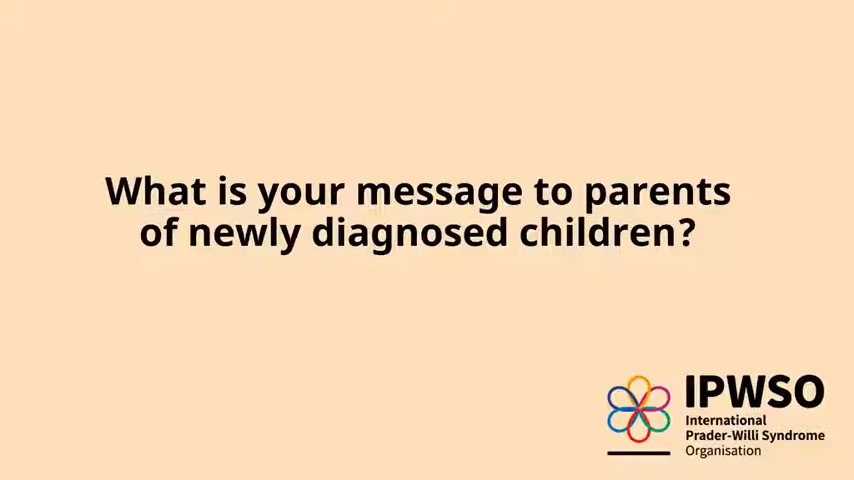 What is your message to parents
of newly diagnosed children?
IPWSO
International
Prader-Willi Syndrome
Organisation